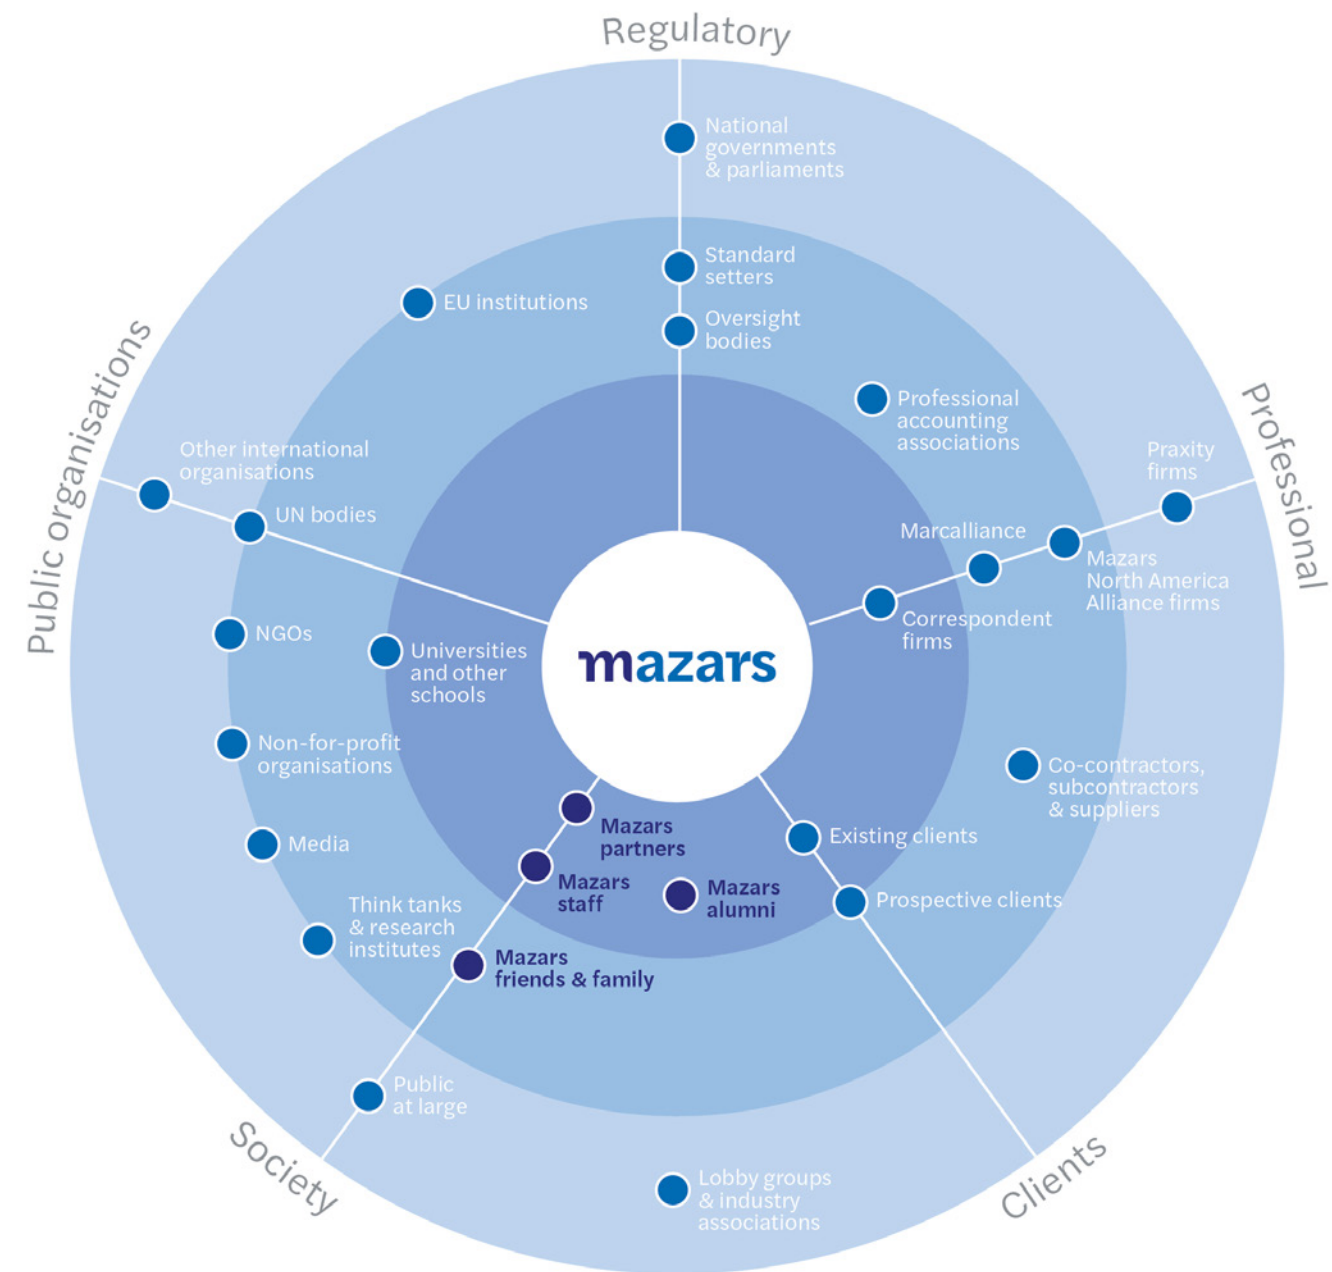 Regulatory
National
governments
& parliaments
Standard
setters
EU institutions
Oversight
bodies
Public organisations
Professional
Professional
accounting
associations
Other international
organisations
Praxity
firms
UN bodies
Marcalliance
Mazars
North America
Alliance firms
Correspondent
firms
NGOs
Universities
and other
schools
mazars
Non-for-profit
organisations
Co-contractors,
subcontractors
& suppliers
Mazars
partners
Existing clients
Media
Mazars
staff
Mazars
alumni
Prospective clients
Think tanks
& research
institutes
Mazars
friends & family
Public
at large
Society
Clients
Lobby groups
& industry
associations